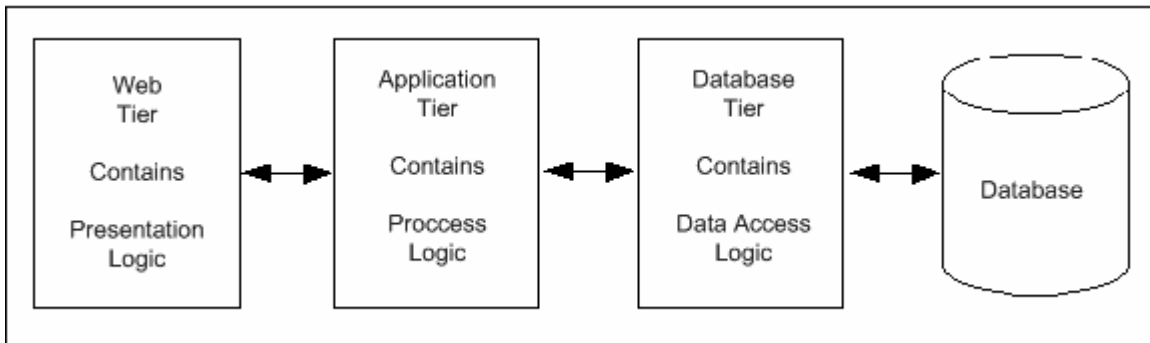 Web
Tier
Contains
Presentation
Logic
Application
Tier
Contains
Proccess
Logic
Database
Tier
Contains
Data Access
Logic
Database